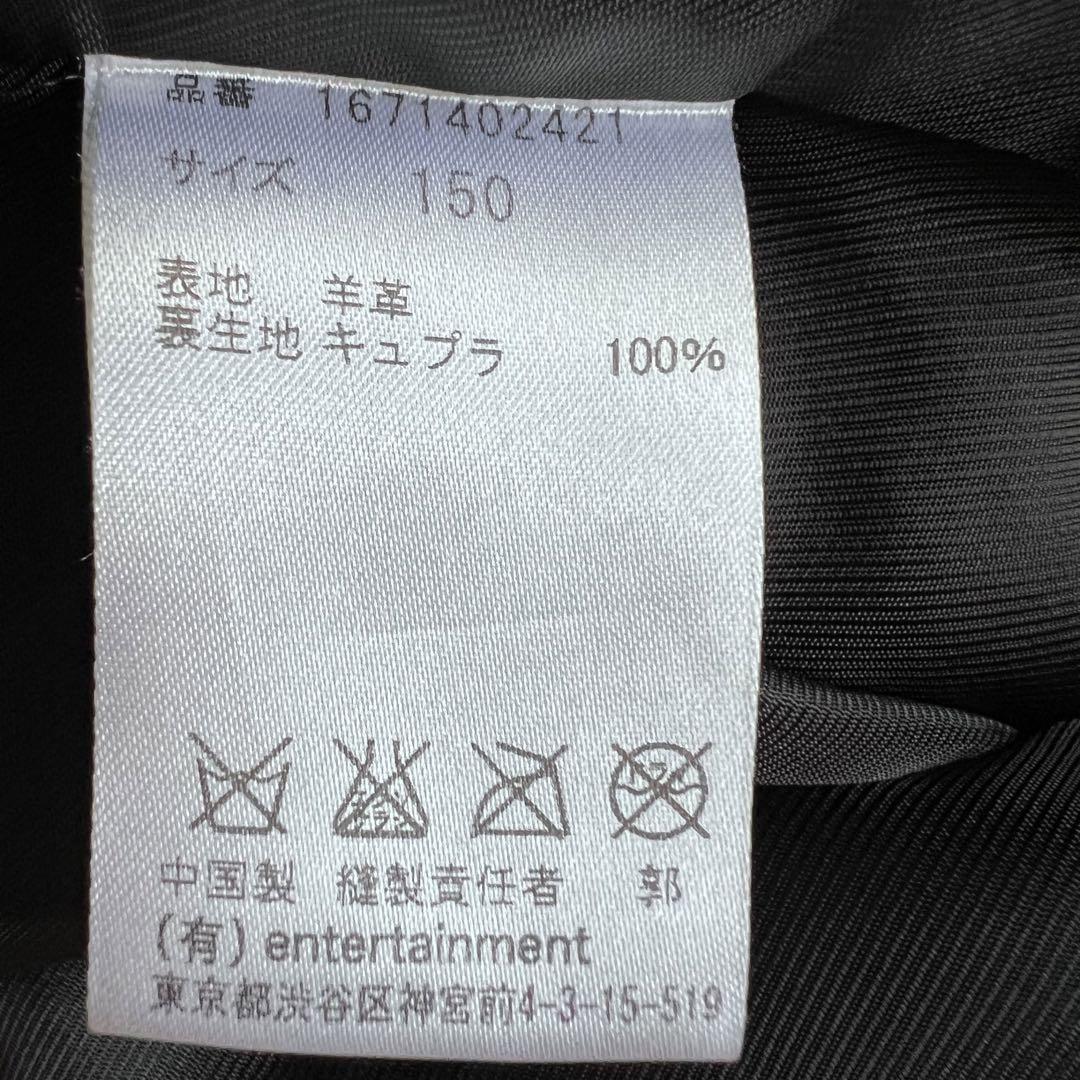 品番 1671402421
サイズ 150
表地 羊革
裏生地 キュプラ 100%
中国製 縫製責任者 郭
(有) entertainment
東京都渋谷区神宮前4-3-15-519